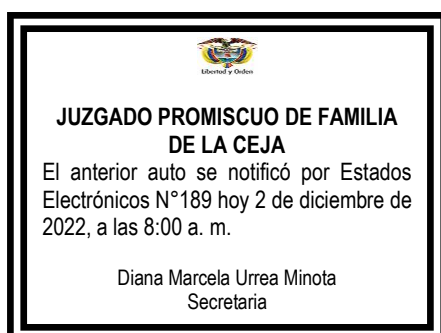 Libertad y Orden
JUZGADO PROMISCUO DE FAMILIA
DE LA CEJA
El anterior auto se notificó por Estados
Electrónicos N°189 hoy 2 de diciembre de
2022, a las 8:00 a. m.
Diana Marcela Urrea Minota
Secretaria